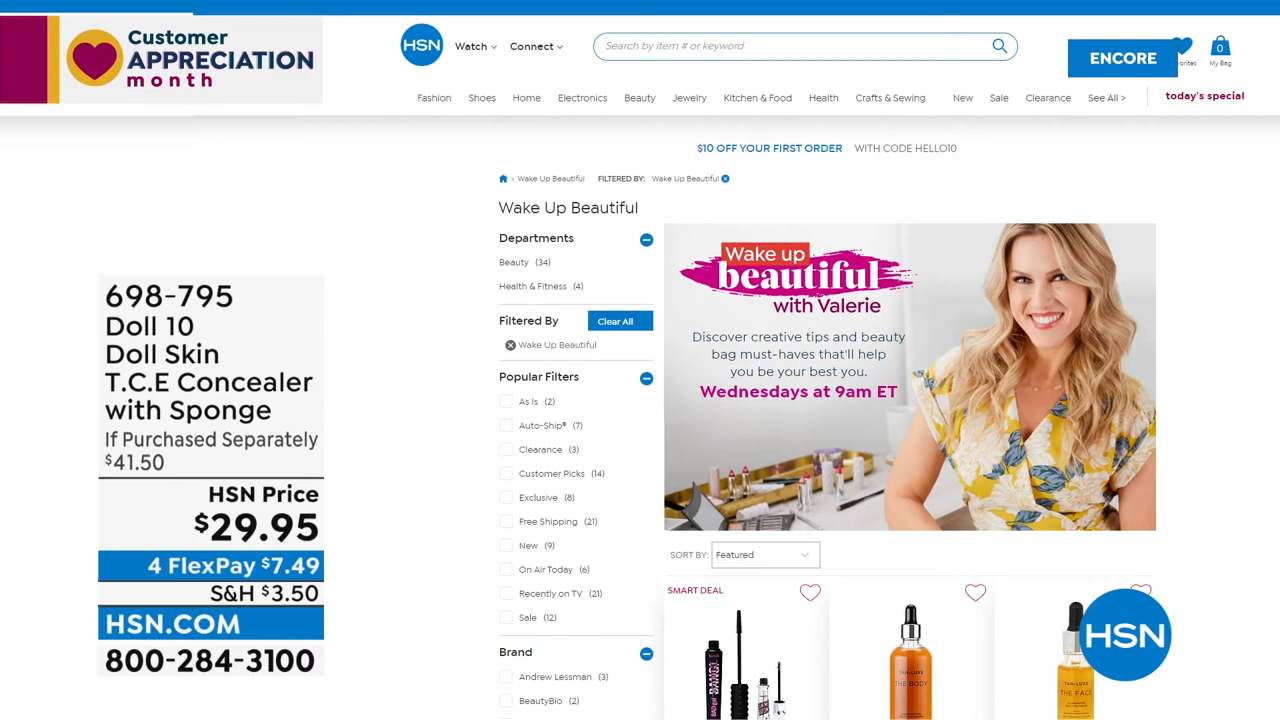 Customer
APPRECIATION
month
HSN
Watch
Connect
Search by item # or keyword
ENCORE
0
My Bag
Fashion
Shoes
Home
Electronics
Beauty
Jewelry
Kitchen & Food
Health
Crafts & Sewing
New
Sale
Clearance
See All >
today's special
$10 OFF YOUR FIRST ORDER WITH CODE HELLO10
> Wake Up Beautiful FILTERED BY: Wake Up Beautiful
Wake Up Beautiful
Departments
Beauty (34)
Health & Fitness (4)
Filtered By
Clear All
Wake Up Beautiful
Popular Filters
As Is (2)
Auto-Ship® (7)
Clearance (3)
Customer Picks (14)
Exclusive (8)
Free Shipping (21)
New (9)
On Air Today (6)
Recently on TV (21)
Sale (12)
Brand
Andrew Lessman (3)
BeautyBio (2)
Wake up
beautiful
with Valerie
Discover creative tips and beauty
bag must-haves that'll help
you be your best you.
Wednesdays at 9am ET
SORT BY: Featured
SMART DEAL
TAN-LUXE
THE BODY
TAN-LUXE
THE FACE
HSN
698-795
Doll 10
Doll Skin
T.C.E Concealer
with Sponge
If Purchased Separately
$41.50
HSN Price
$29.95
4 FlexPay $7.49
S&H $3.50
HSN.COM
800-284-3100